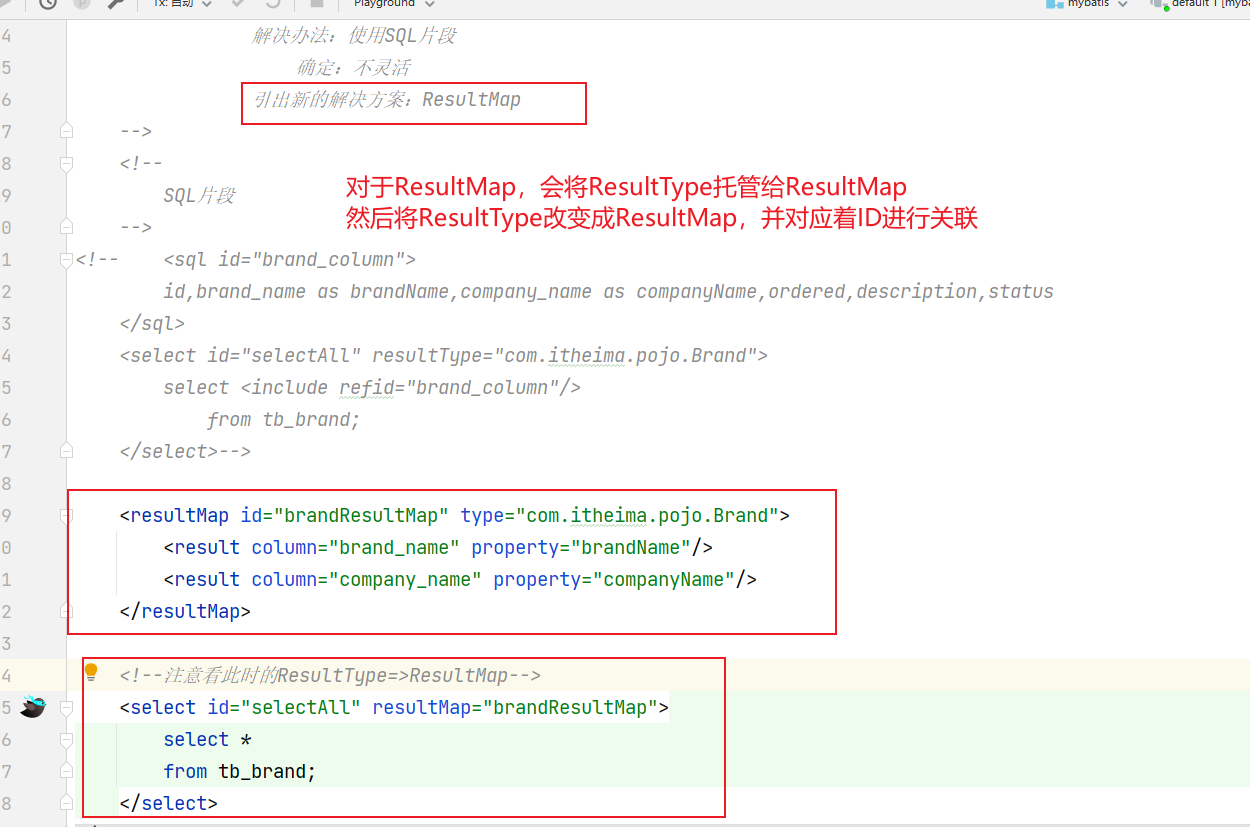 Tx: 自动
Playground
mybatis
default
4 解决办法：使用SQL片段
5 确定：不灵活
6 引出新的解决方案：ResultMap
7 -->
8 <!--
9 SQL片段
对于ResultMap，会将ResultType托管给ResultMap
0 -->
然后将ResultType改变成ResultMap，并对应着ID进行关联
1 <!-- <sql id="brand_column">
2 id,brand_name as brandName,company_name as companyName,ordered,description,status
3 </sql>
4 <select id="selectAll" resultType="com.itheima.pojo.Brand">
5 select <include refid="brand_column"/>
6 from tb_brand;
7 </select>-->
8
9 <resultMap id="brandResultMap" type="com.itheima.pojo.Brand">
0 <result column="brand_name" property="brandName"/>
1 <result column="company_name" property="companyName"/>
2 </resultMap>
3
4 <!--注意看此时的ResultType=>ResultMap-->
5 <select id="selectAll" resultMap="brandResultMap">
6 select *
7 from tb_brand;
8 </select>